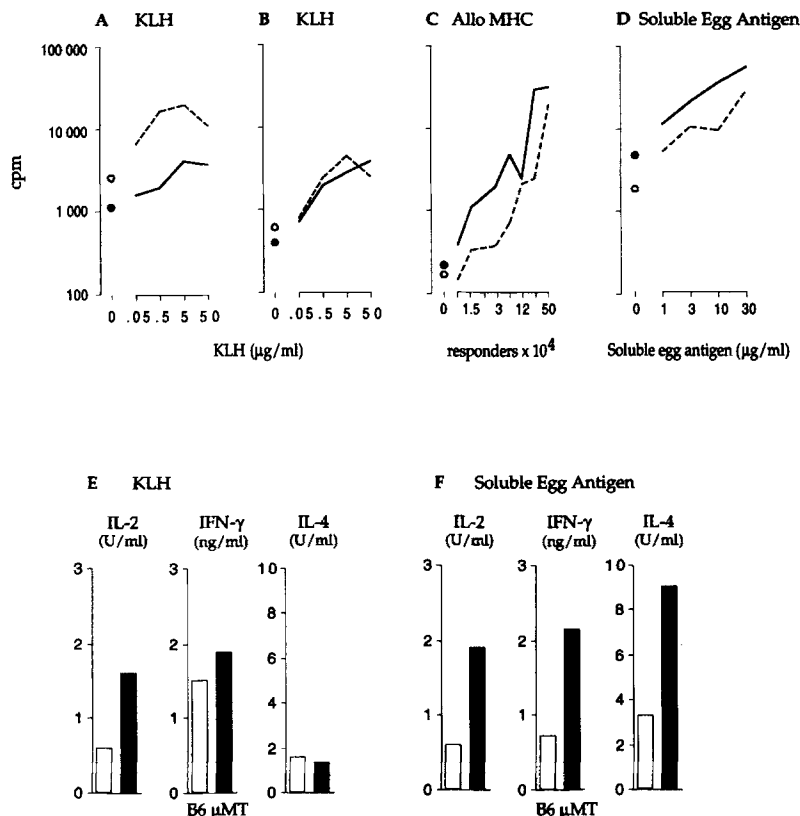 A KLH
B KLH
C Allo MHC
D Soluble Egg Antigen
100 000
10 000
1 000
100
cpm
0 .05 .5 5 50
0 .05 .5 5 50
0 1.5 3 12 50
0 1 3 10 30
KLH (µg/ml)
responders x 10⁴
Soluble egg antigen (µg/ml)
E KLH
F Soluble Egg Antigen
IL-2 IFN-γ IL-4
(U/ml) (ng/ml) (U/ml)
IL-2 IFN-γ IL-4
(U/ml) (ng/ml) (U/ml)
3 3 10
8
2 2 6
1 1 4
2
0 0 0
3 3 10
8
2 2 6
1 1 4
2
0 0 0
B6 µMT
B6 µMT